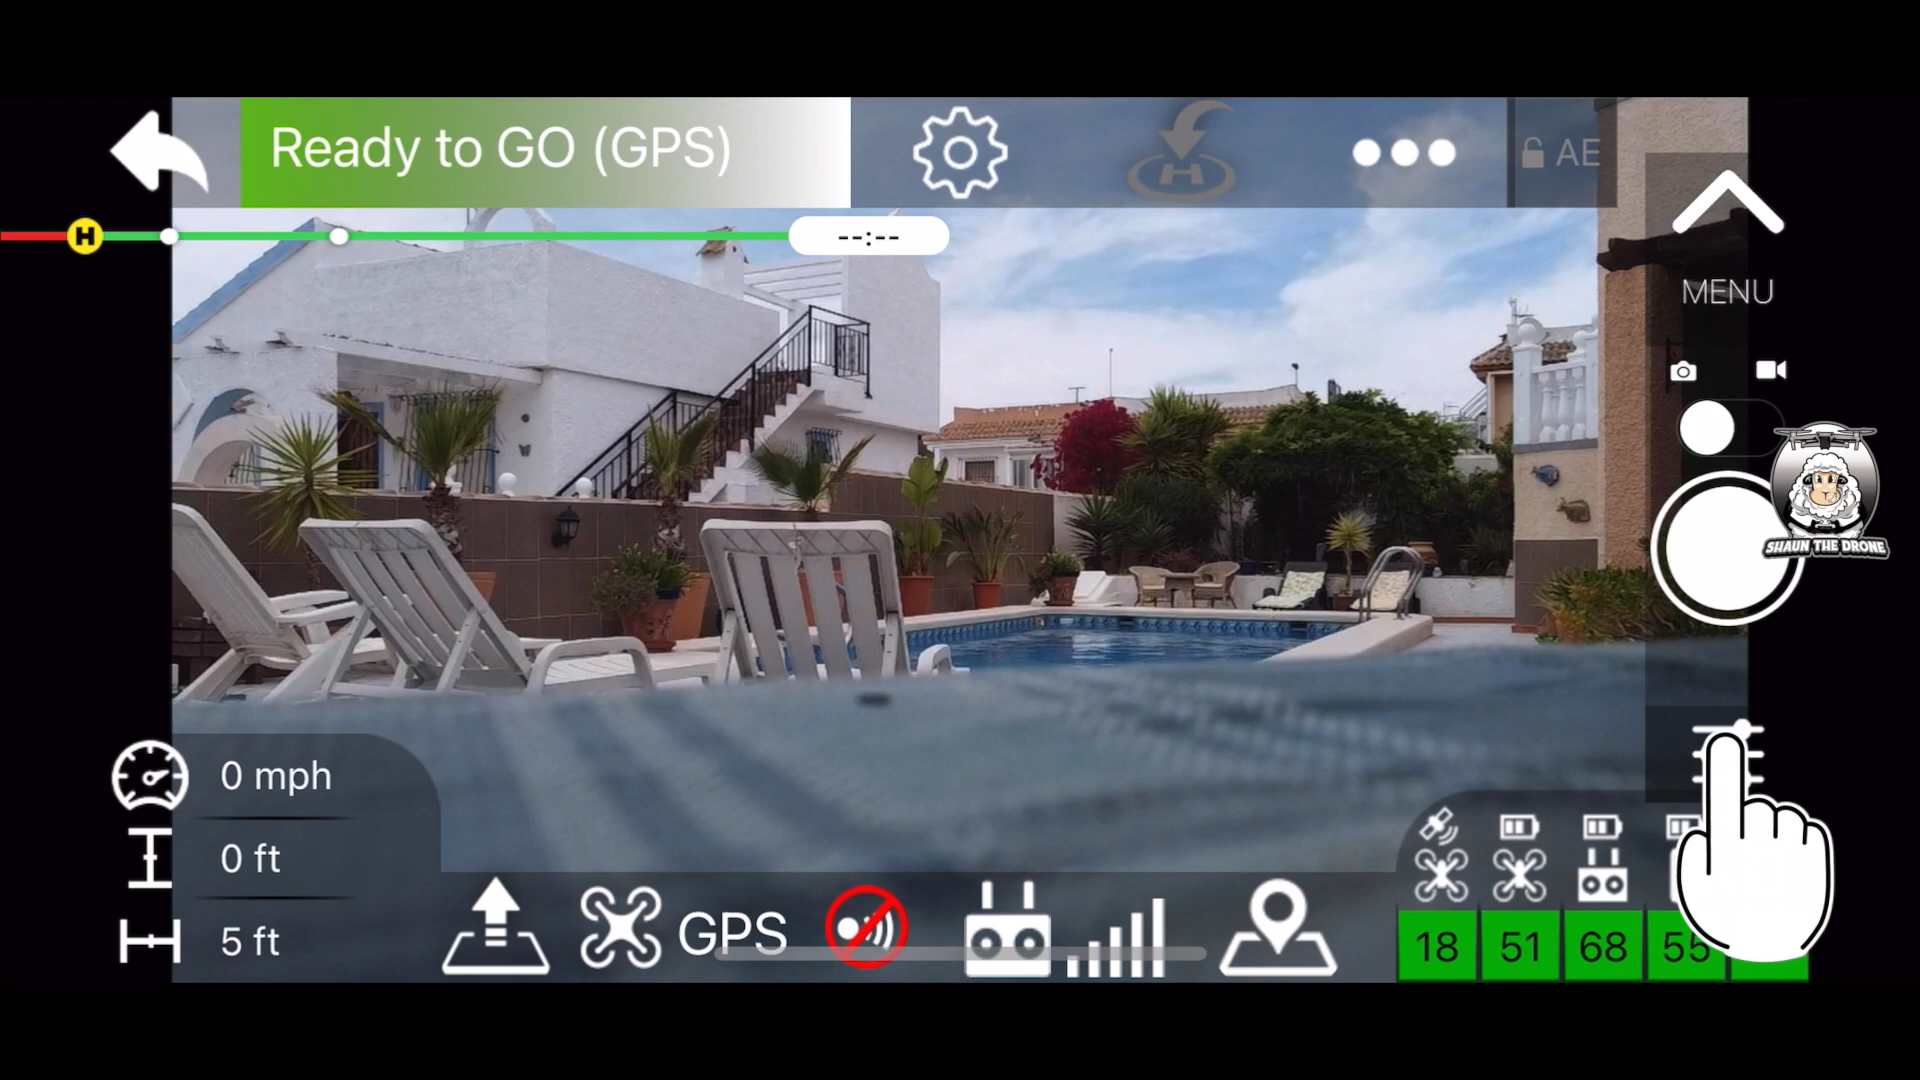 Ready to GO (GPS)
AE
H
--:--
MENU
SHAUN THE DRONE
0 mph
0 ft
5 ft
GPS
18 51 68 55